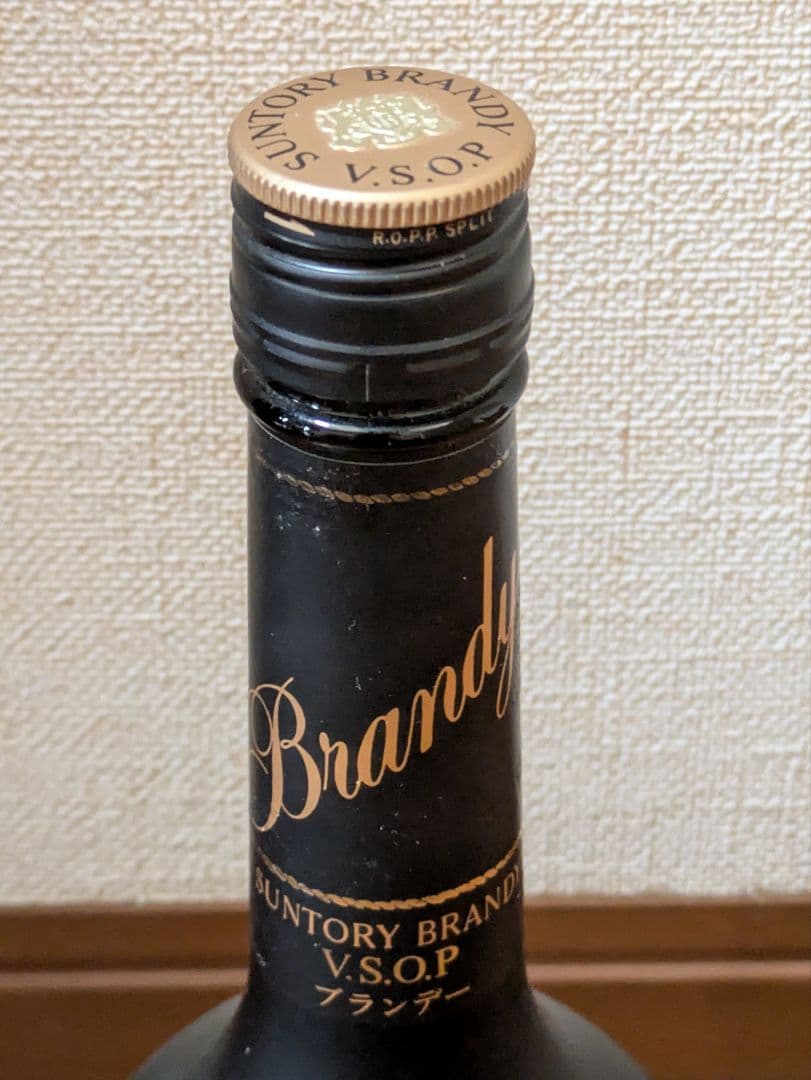 SUNTORY BRANDY
V.S.O.P
R.O.P.P. SPLIT
Brandy
SUNTORY BRANDY
V.S.O.P
ブランデー